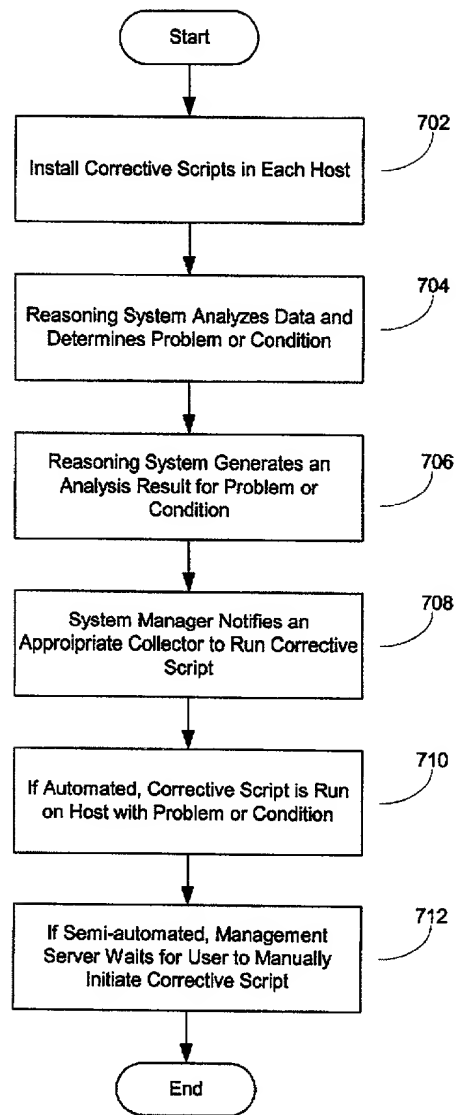 Start
702
Install Corrective Scripts in Each Host
704
Reasoning System Analyzes Data and
Determines Problem or Condition
706
Reasoning System Generates an
Analysis Result for Problem or
Condition
708
System Manager Notifies an
Approipriate Collector to Run Corrective
Script
710
If Automated, Corrective Script is Run
on Host with Problem or Condition
712
If Semi-automated, Management
Server Waits for User to Manually
Initiate Corrective Script
End